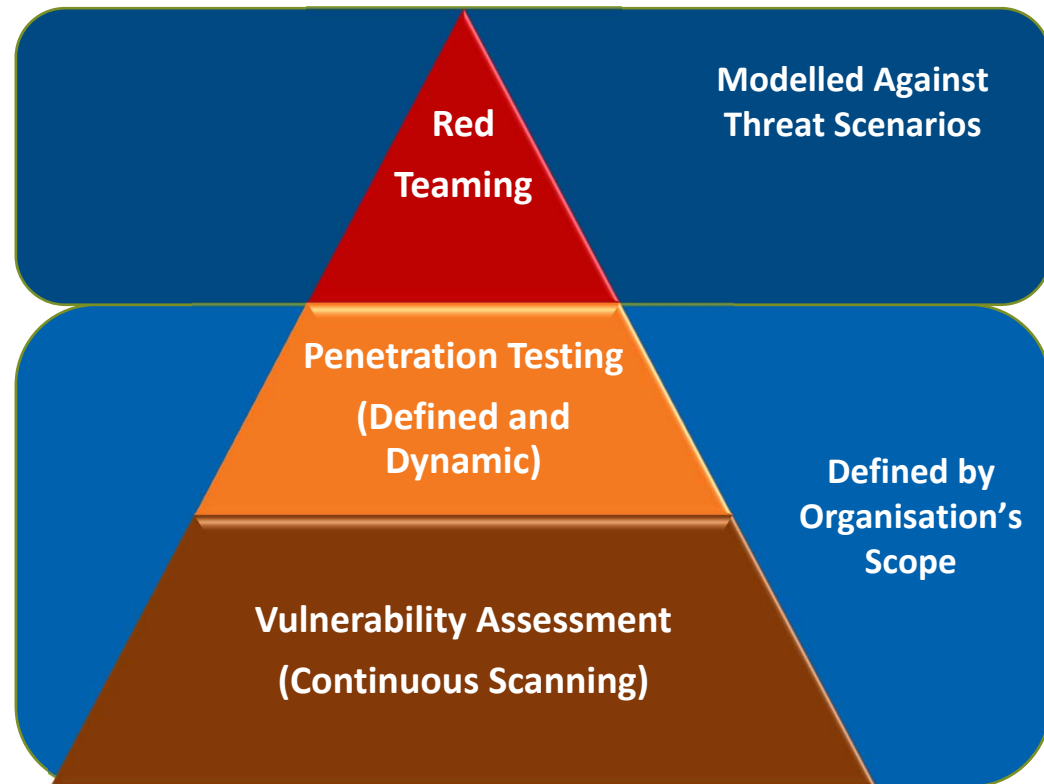 Red
Teaming
Modelled Against
Threat Scenarios
Penetration Testing
(Defined and
Dynamic)
Defined by
Organisation’s
Scope
Vulnerability Assessment
(Continuous Scanning)